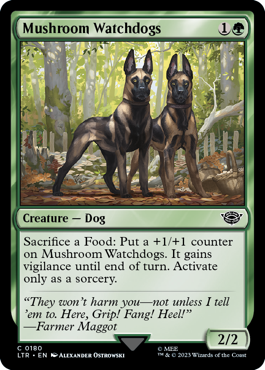 Mushroom Watchdogs 1
Creature — Dog
Sacrifice a Food: Put a +1/+1 counter
on Mushroom Watchdogs. It gains
vigilance until end of turn. Activate
only as a sorcery.
“They won’t harm you—not unless I tell
’em to. Here, Grip! Fang! Heel!”
—Farmer Maggot
2/2
C 0180
LTR • EN ALEXANDER OSTROWSKI
© MEE
™ & © 2023 Wizards of the Coast